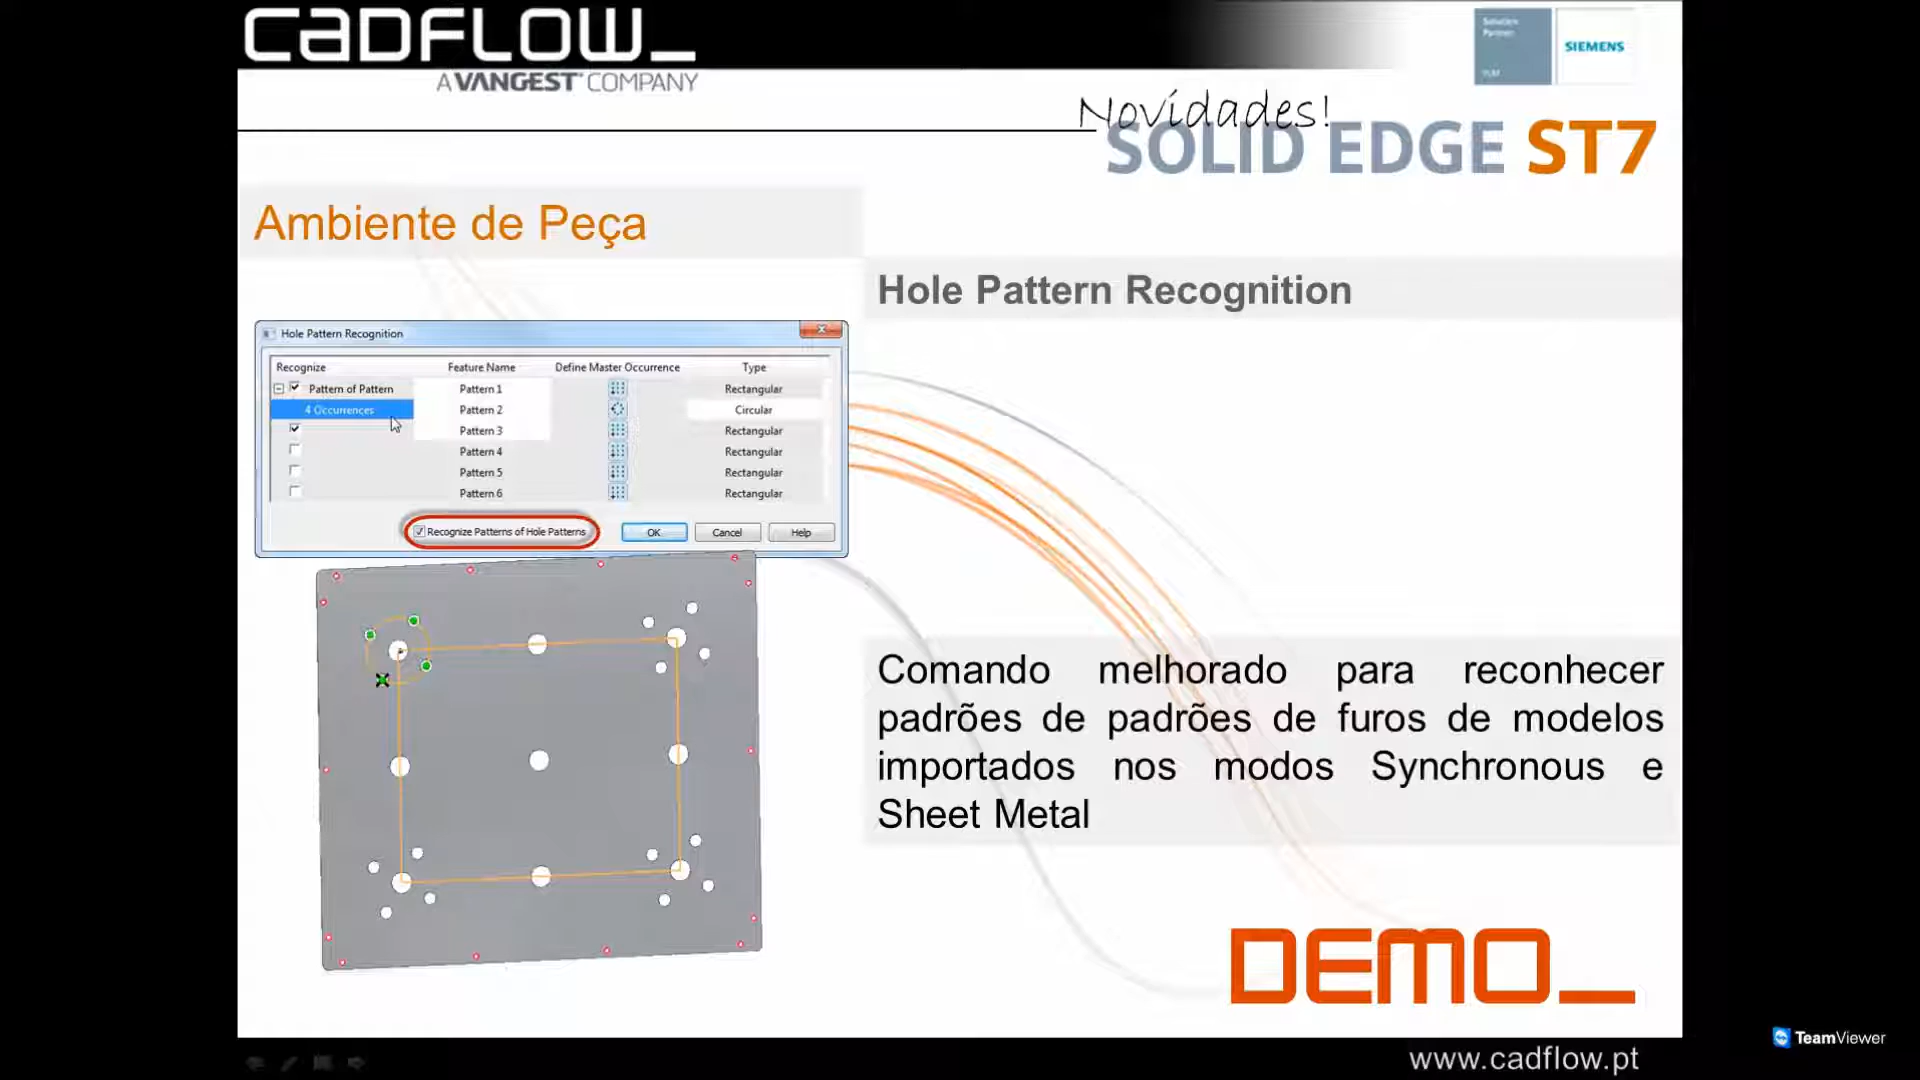 CADFLOW_
A VANGEST COMPANY
Solution
Partner
PLM
SIEMENS
Novidades!
SOLID EDGE ST7
Ambiente de Peça
Hole Pattern Recognition
Hole Pattern Recognition
Recognize Feature Name Define Master Occurrence Type
Pattern of Pattern Pattern 1 Rectangular
4 Occurrences Pattern 2 Circular
Pattern 3 Rectangular
Pattern 4 Rectangular
Pattern 5 Rectangular
Pattern 6 Rectangular
Recognize Patterns of Hole Patterns OK Cancel Help
Comando melhorado para reconhecer
padrões de padrões de furos de modelos
importados nos modos Synchronous e
Sheet Metal
DEMO_
TeamViewer
www.cadflow.pt